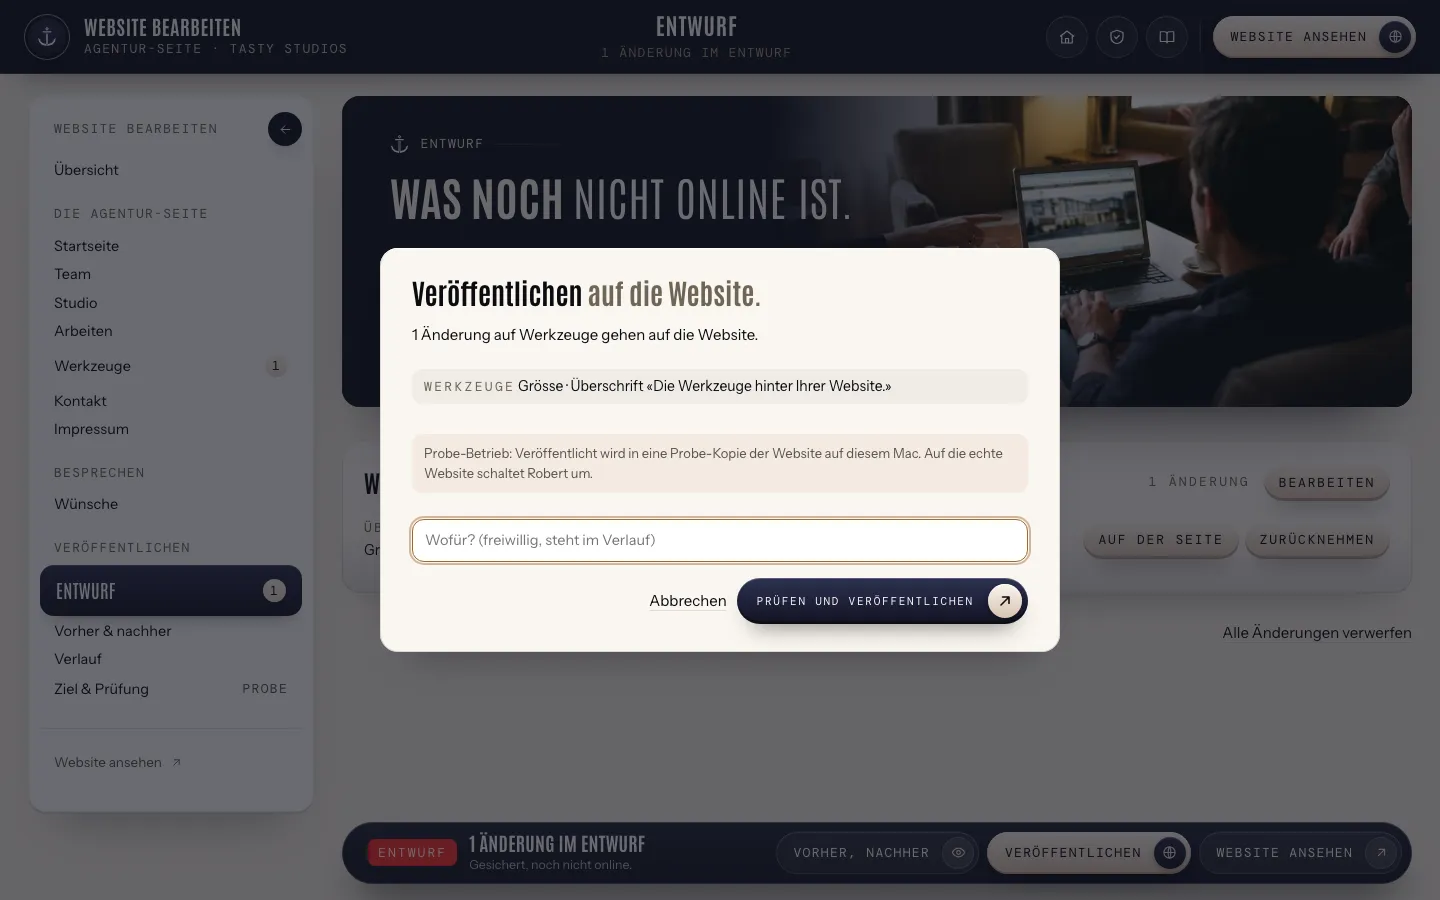 WEBSITE BEARBEITEN
AGENTUR-SEITE · TASTY STUDIOS
ENTWURF
1 ÄNDERUNG IM ENTWURF
WEBSITE ANSEHEN
WEBSITE BEARBEITEN
Übersicht
DIE AGENTUR-SEITE
Startseite
Team
Studio
Arbeiten
Werkzeuge 1
Kontakt
Impressum
BESPRECHEN
Wünsche
VERÖFFENTLICHEN
ENTWURF 1
Vorher & nachher
Verlauf
Ziel & Prüfung PROBE
Website ansehen
ENTWURF
WAS NOCH NICHT ONLINE IST.
Veröffentlichen auf die Website.
1 Änderung auf Werkzeuge gehen auf die Website.
WERKZEUGE Grösse · Überschrift «Die Werkzeuge hinter Ihrer Website.»
Probe-Betrieb: Veröffentlicht wird in eine Probe-Kopie der Website auf diesem Mac. Auf die echte
Website schaltet Robert um.
Wofür? (freiwillig, steht im Verlauf)
Abbrechen
PRÜFEN UND VERÖFFENTLICHEN
1 ÄNDERUNG
BEARBEITEN
AUF DER SEITE
ZURÜCKNEHMEN
Alle Änderungen verwerfen
ENTWURF
1 ÄNDERUNG IM ENTWURF
Gesichert, noch nicht online.
VORHER, NACHHER
VERÖFFENTLICHEN
WEBSITE ANSEHEN